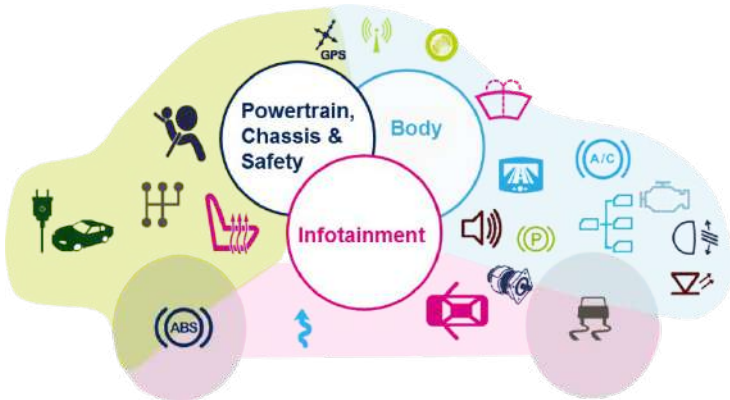 GPS
Powertrain,
Chassis &
Safety
Body
A/C
Infotainment
P
ABS